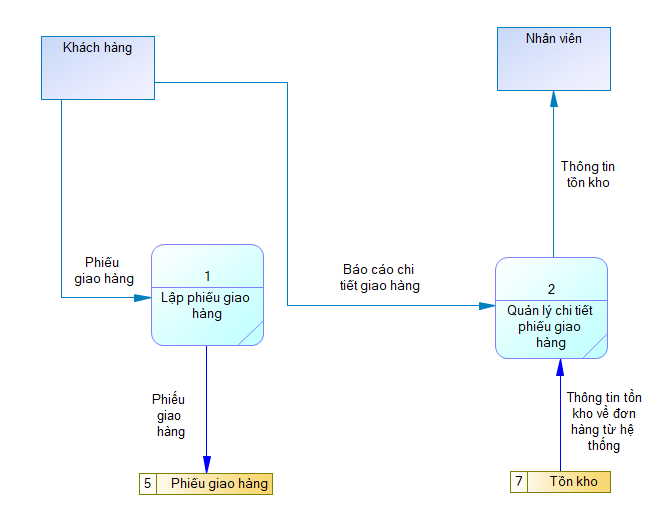 Khách hàng
Nhân viên
Thông tin
tồn kho
Phiếu
giao hàng
1
Lập phiếu giao
hàng
Báo cáo chi
tiết giao hàng
2
Quản lý chi tiết
phiếu giao
hàng
Phiếu
giao
hàng
Thông tin tồn
kho về đơn
hàng từ hệ
thống
5 Phiếu giao hàng
7 Tồn kho